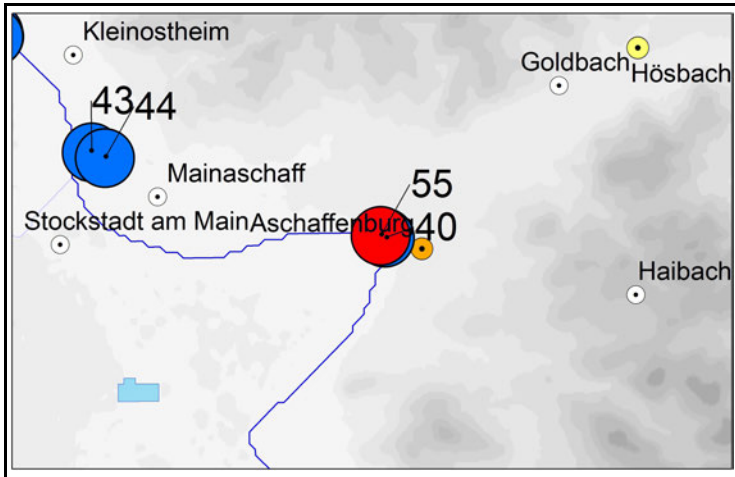 Kleinostheim
Goldbach
Hösbach
43
44
Mainaschaff
55
Stockstadt am Main
Aschaffenburg
40
Haibach